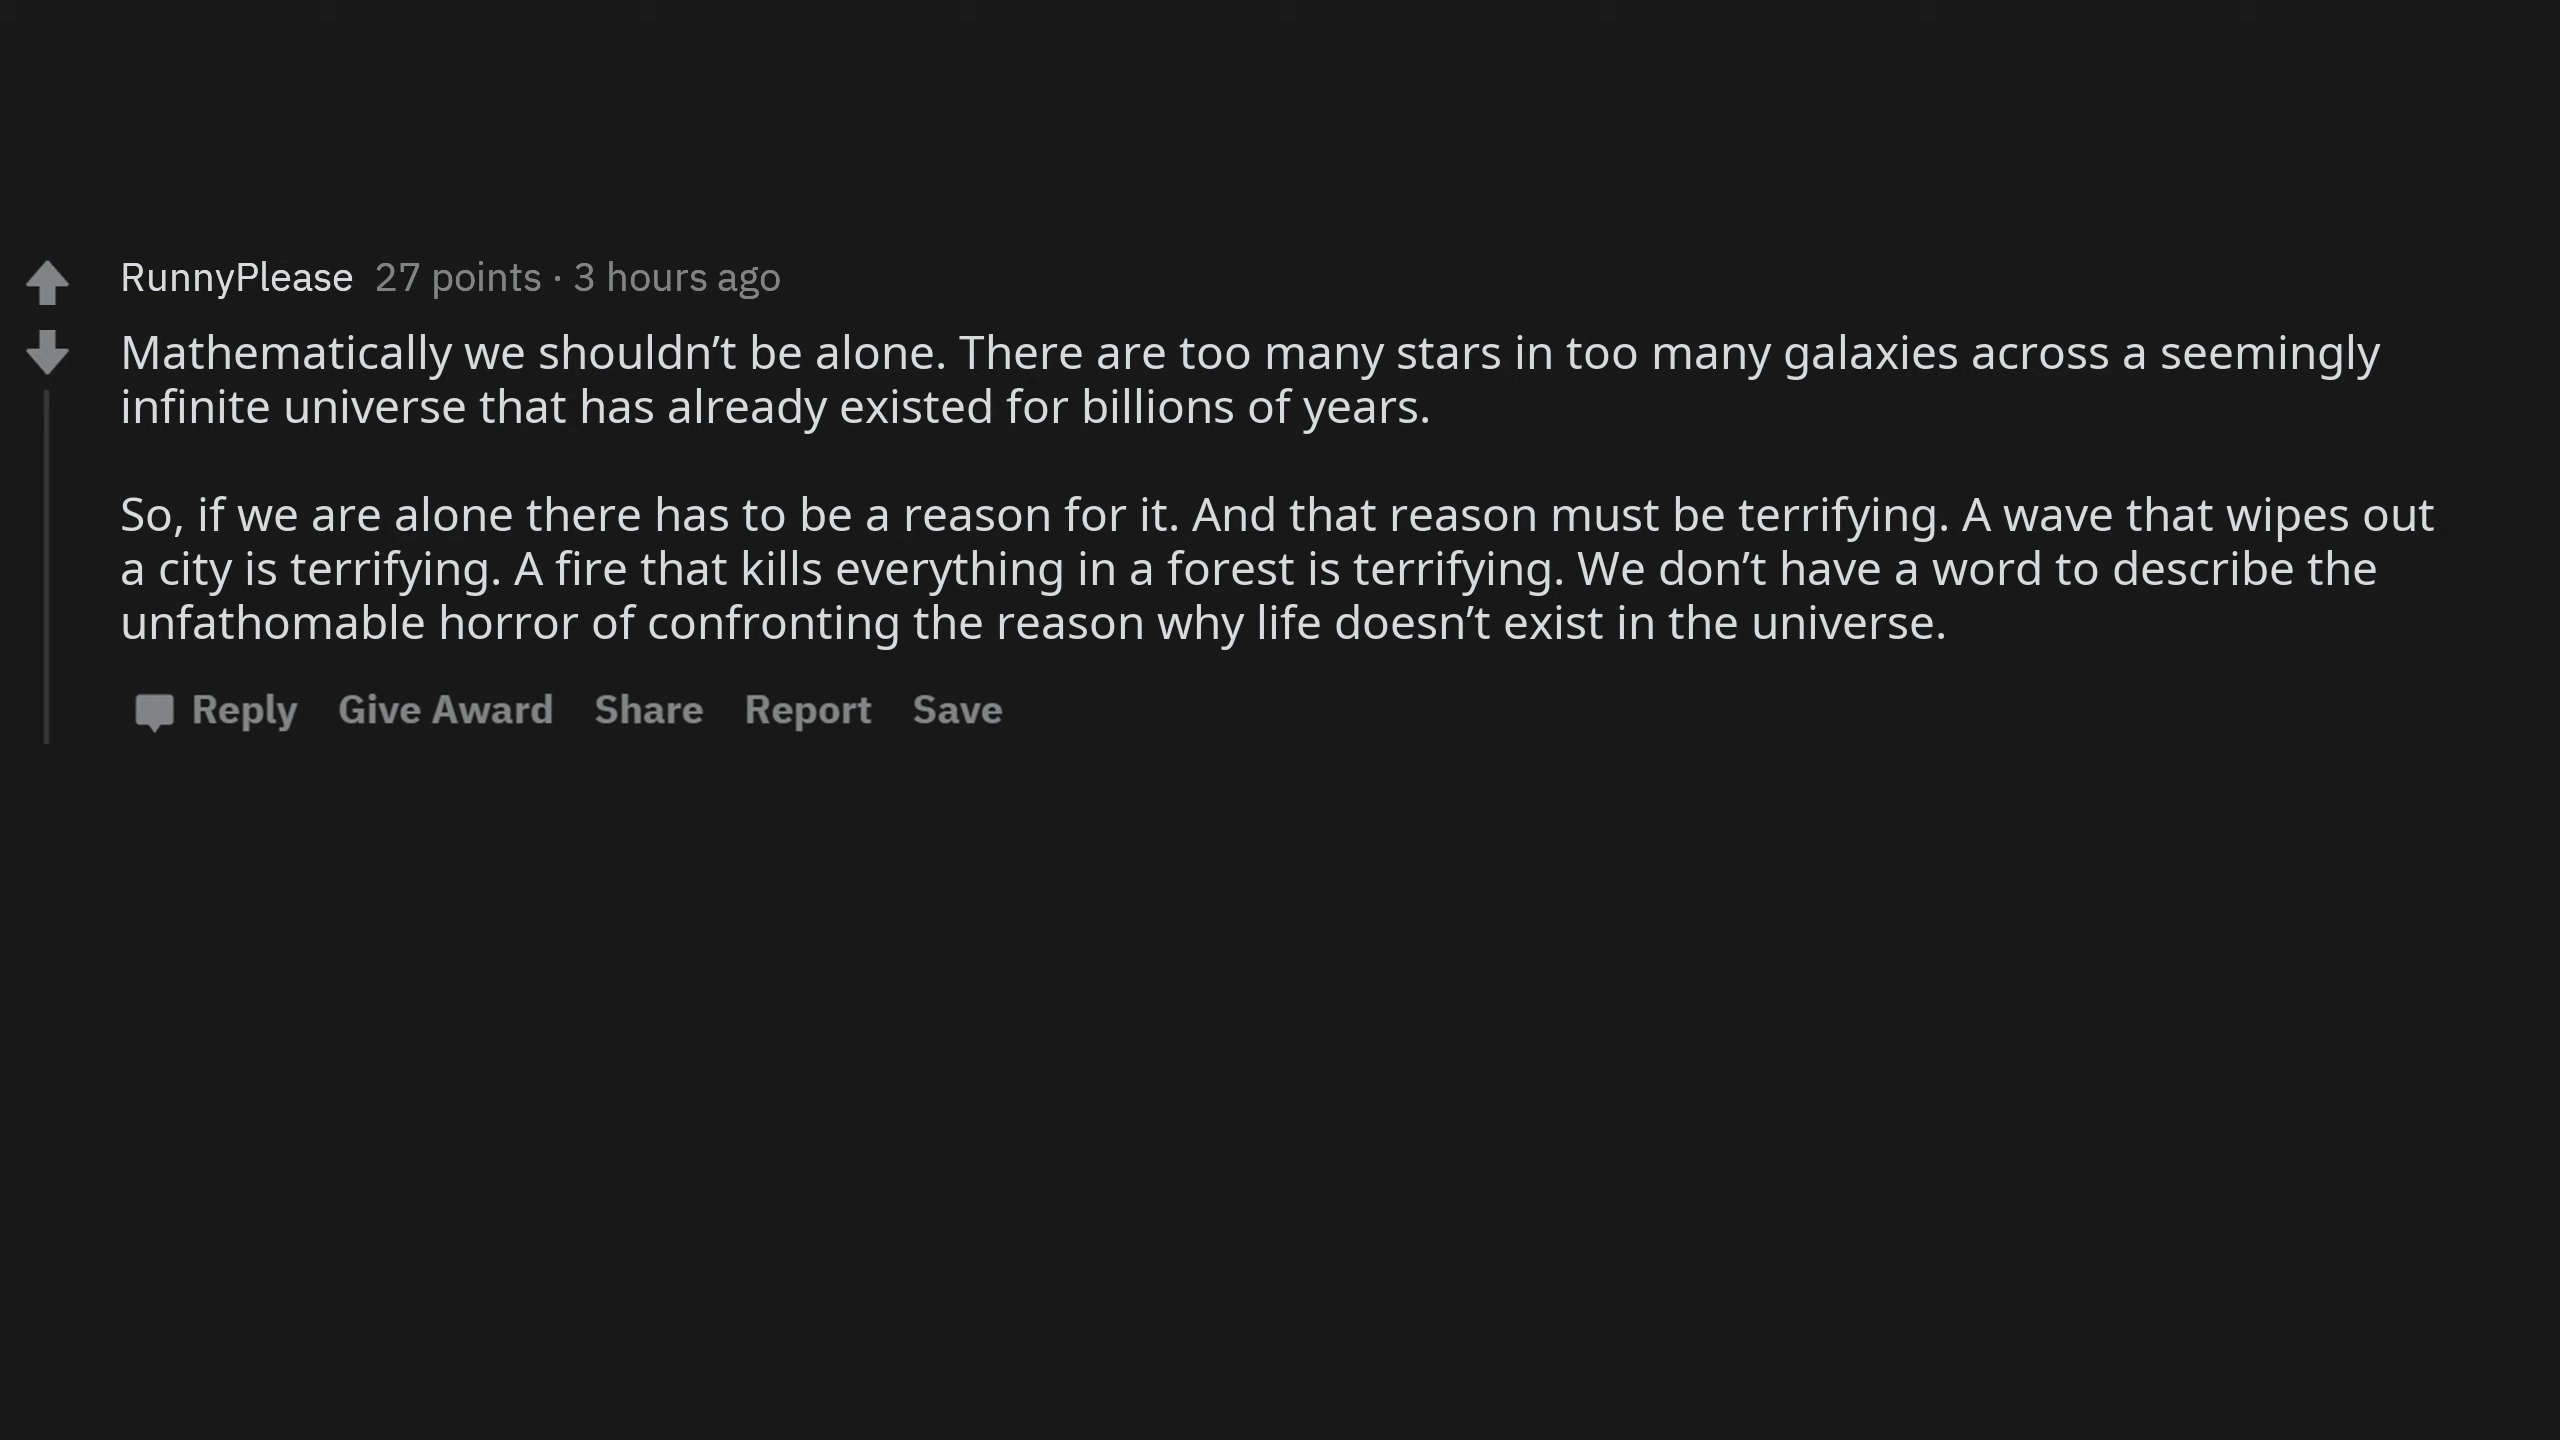 RunnyPlease 27 points · 3 hours ago
Mathematically we shouldn’t be alone. There are too many stars in too many galaxies across a seemingly
infinite universe that has already existed for billions of years.
So, if we are alone there has to be a reason for it. And that reason must be terrifying. A wave that wipes out
a city is terrifying. A fire that kills everything in a forest is terrifying. We don’t have a word to describe the
unfathomable horror of confronting the reason why life doesn’t exist in the universe.
Reply Give Award Share Report Save